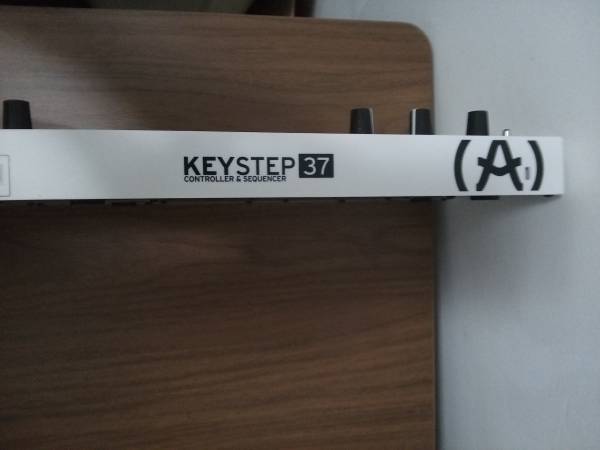 KEYSTEP 37
CONTROLLER & SEQUENCER
(A)